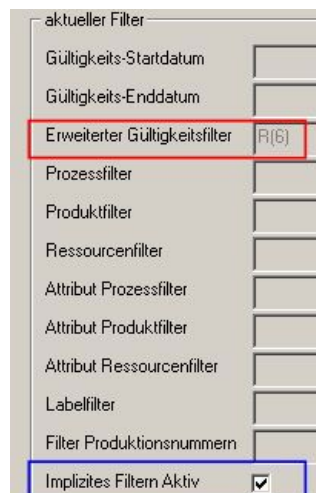 aktueller Filter
Gültigkeits-Startdatum
Gültigkeits-Enddatum
Erweiterter Gültigkeitsfilter R(6)
Prozessfilter
Produktfilter
Ressourcenfilter
Attribut Prozessfilter
Attribut Produktfilter
Attribut Ressourcenfilter
Labelfilter
Filter Produktionsnummern
Implizites Filtern Aktiv